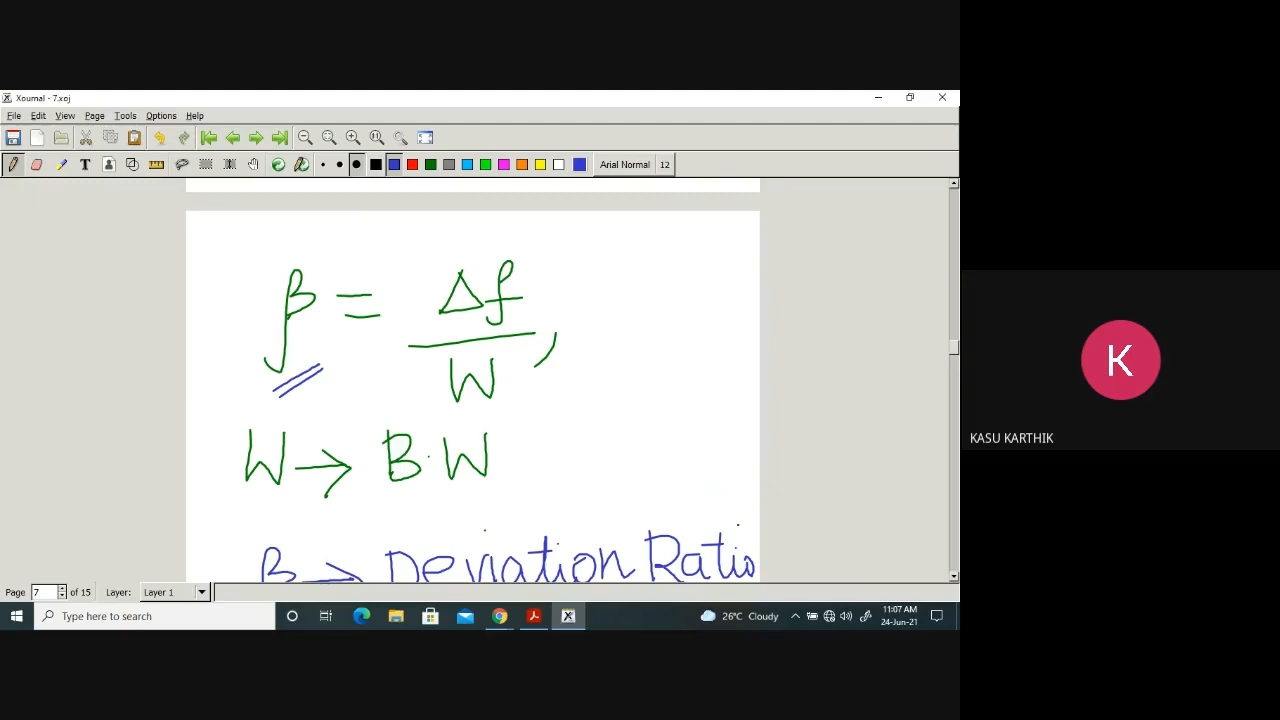 Xournal - 7.xoj
File Edit View Page Tools Options Help
T Arial Normal 12
β = Δf / W ,
W → B.W
β → Deviation Ratio
K
KASU KARTHIK
Page 7 of 15 Layer: Layer 1
Type here to search 26°C Cloudy 11:07 AM
24-Jun-21